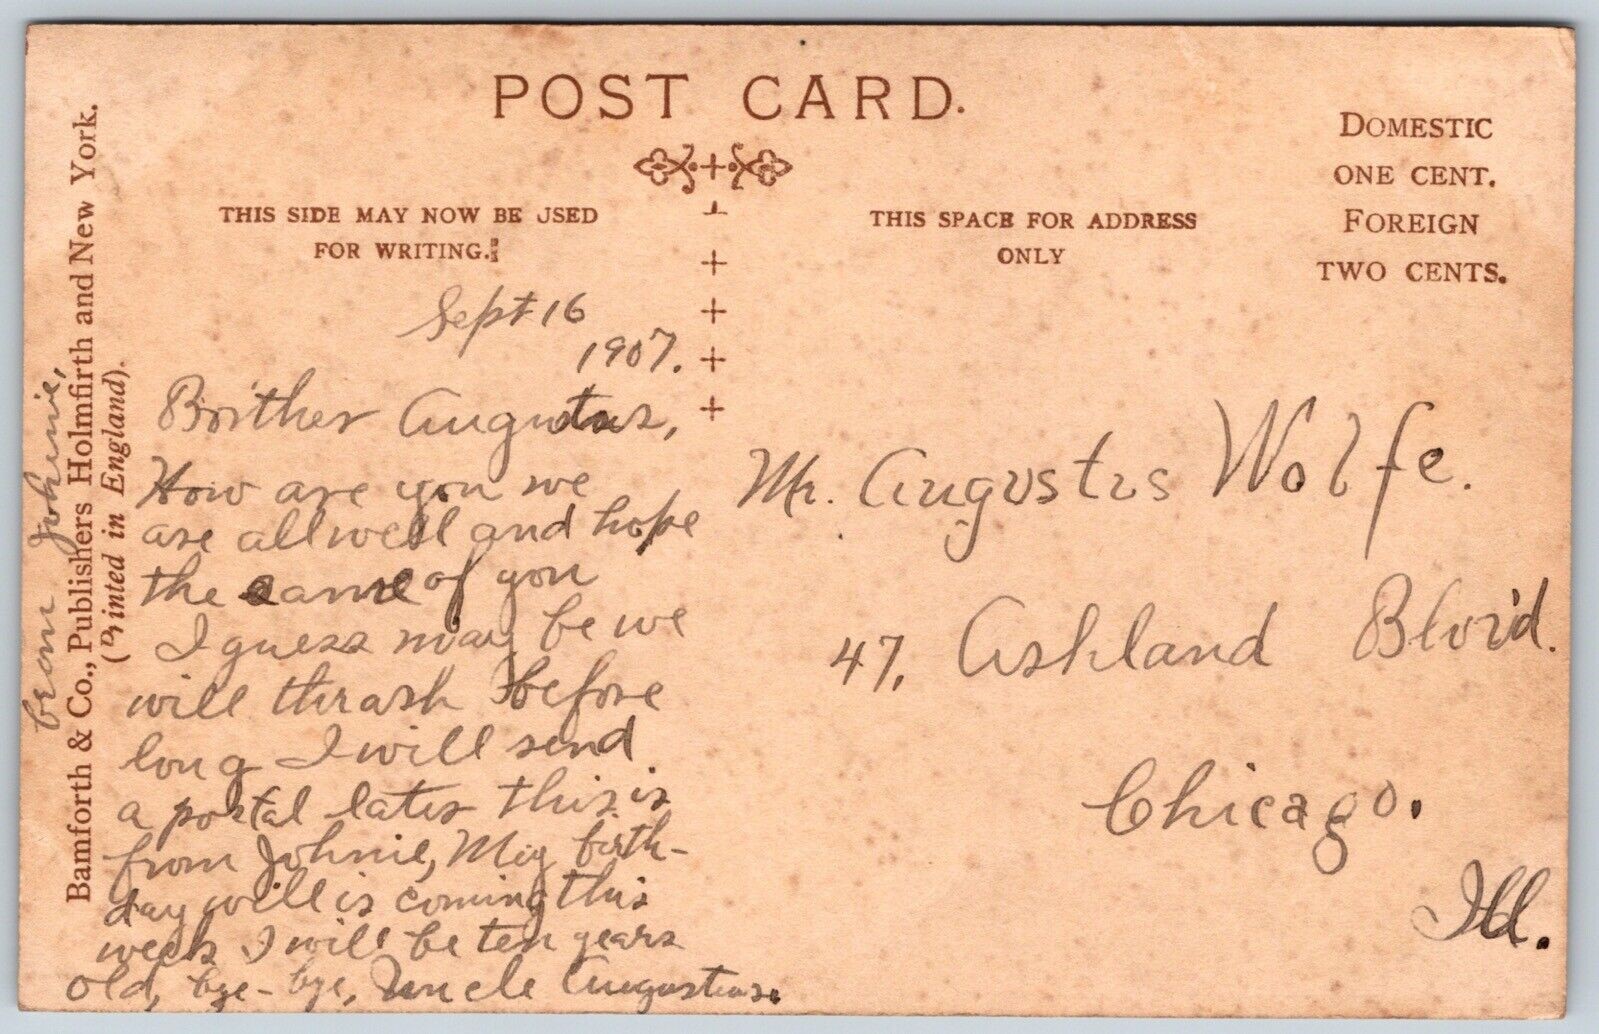 POST CARD.
DOMESTIC
ONE CENT.
FOREIGN
TWO CENTS.
THIS SIDE MAY NOW BE USED
FOR WRITING.
THIS SPACE FOR ADDRESS
ONLY
Bamforth & Co., Publishers Holmfirth and New York.
(Printed in England).
Sept 16
1907.
Brither Augustus,
How are you we
are all well and hope
the same of you
I guess may be we
will thrash before
long I will send
a postal later this is
from Johnie, My birth-
day will is coming this
week I will be ten years
old, bye-bye, Uncle Augustus.
from Johnie,
Mr. Augustus Wolfe.
47, Ashland Blv'd.
Chicago.
Ill.